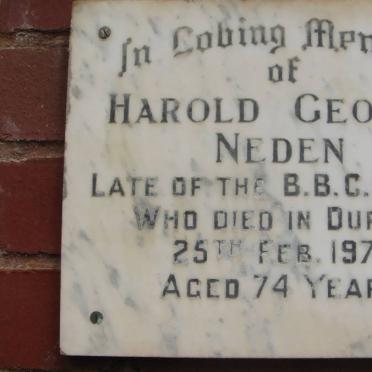 In Loving Mem
of
HAROLD GEO
NEDEN
LATE OF THE B.B.C.
WHO DIED IN DUR
25TH FEB. 197
AGED 74 YEAR